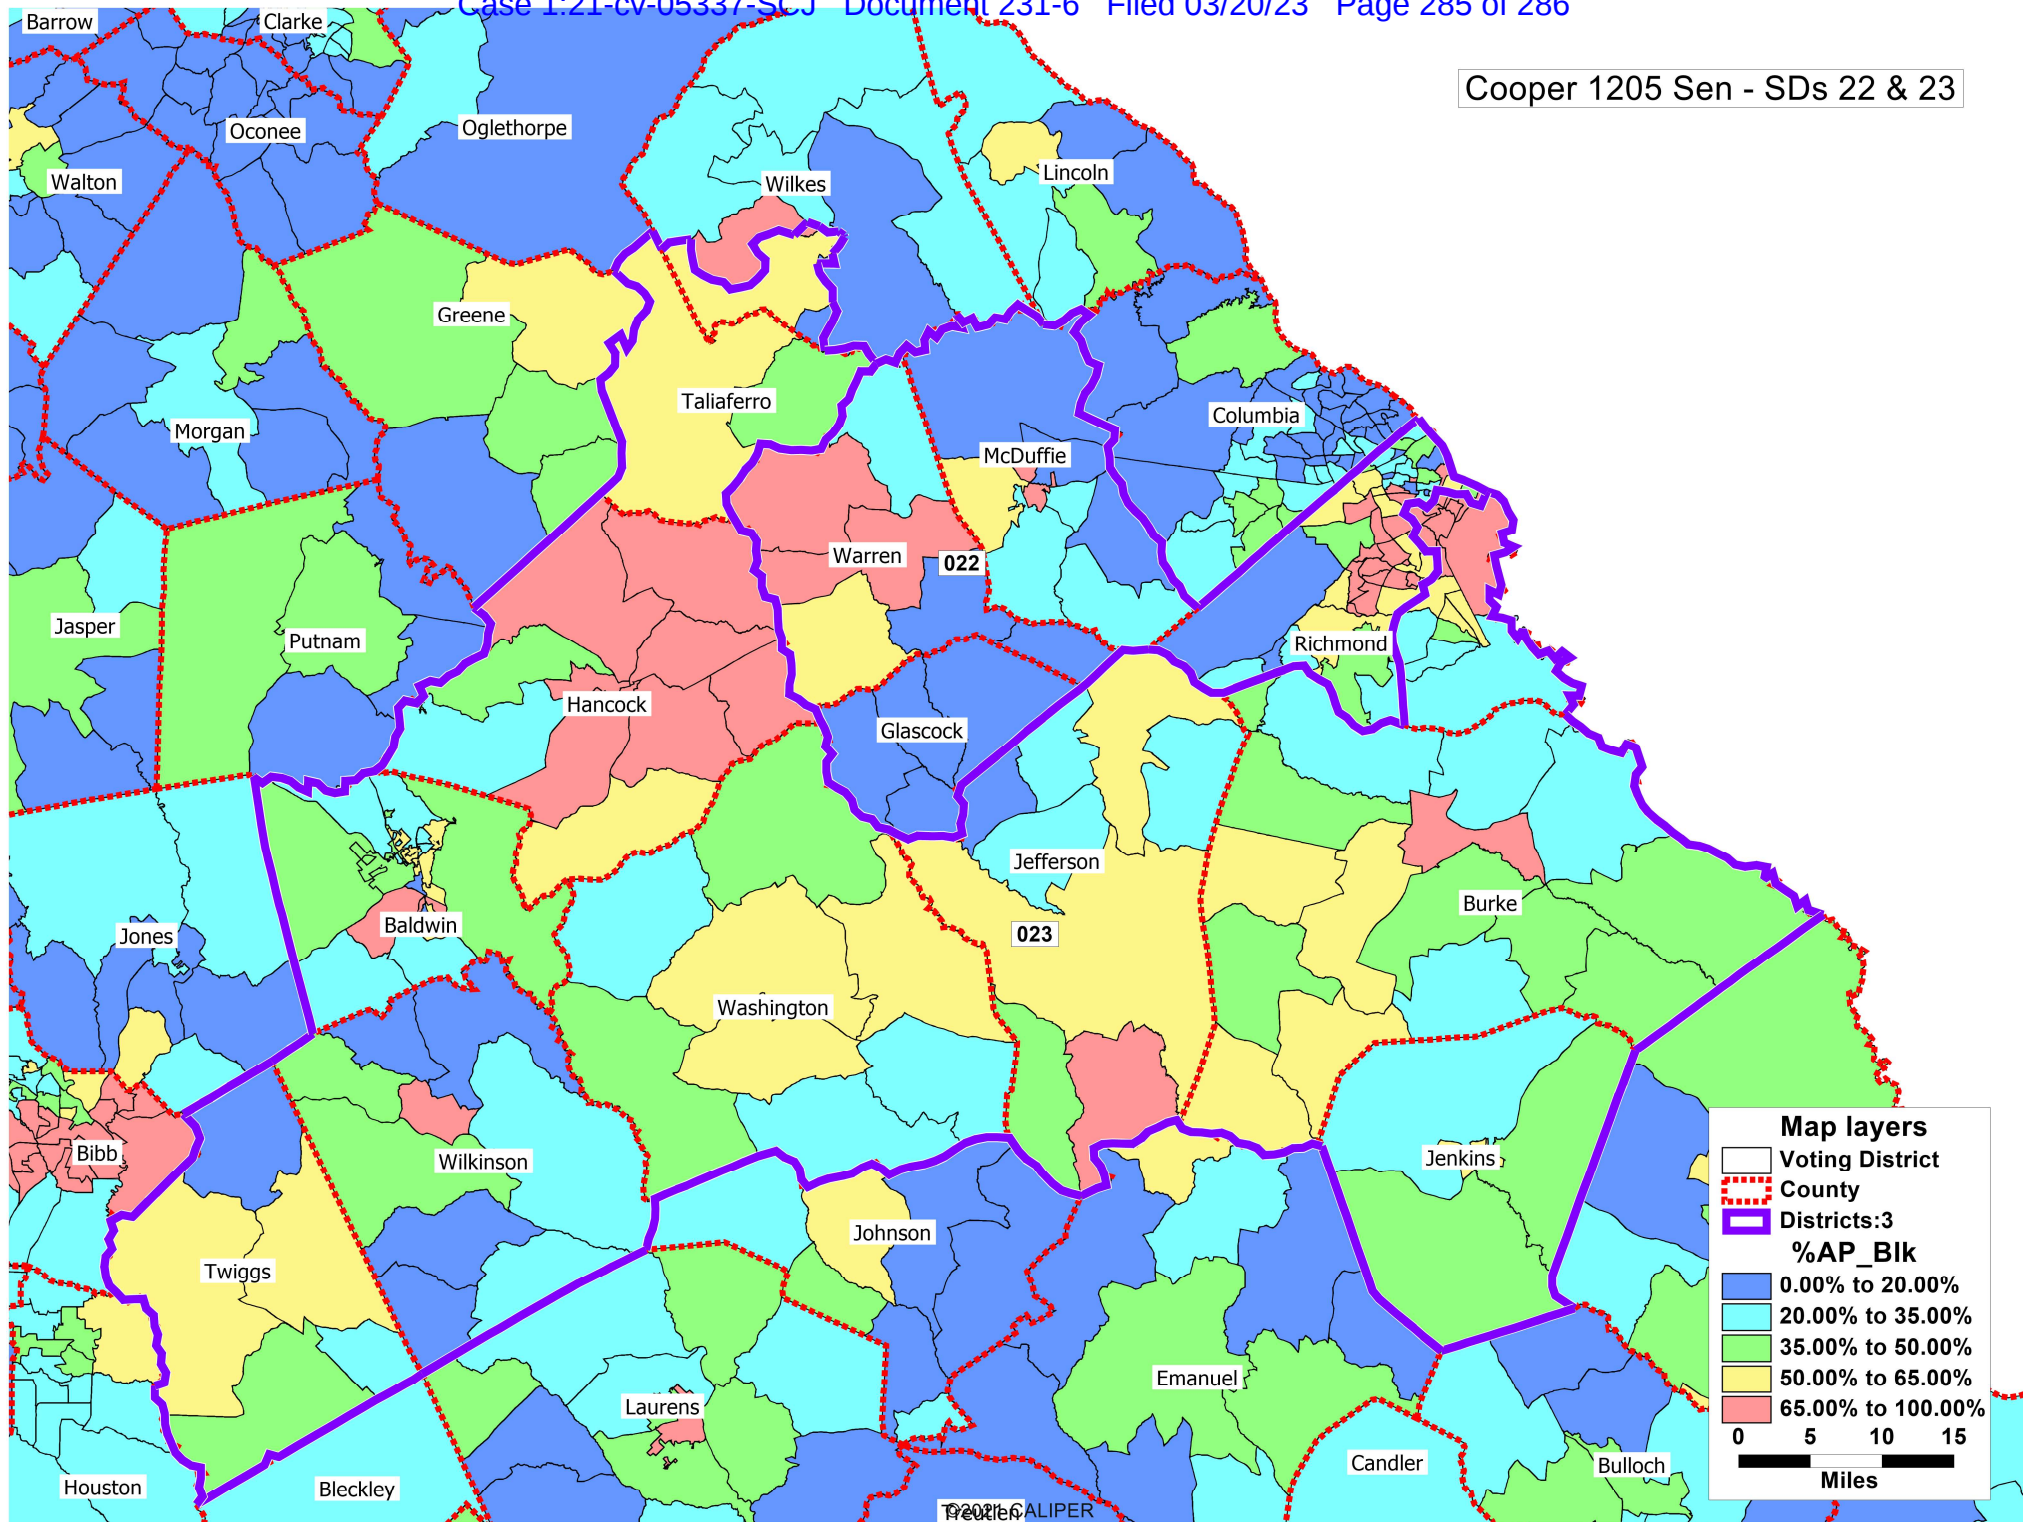 Case 1:21-cv-05337-SCJ Document 231-6 Filed 03/20/23 Page 285 of 286
Barrow
Clarke
Cooper 1205 Sen - SDs 22 & 23
Oconee
Oglethorpe
Walton
Wilkes
Lincoln
Greene
Taliaferro
Morgan
Columbia
McDuffie
Warren
022
Jasper
Putnam
Richmond
Hancock
Glascock
Jefferson
Baldwin
Burke
Jones
023
Washington
Bibb
Wilkinson
Jenkins
Johnson
Twiggs
Emanuel
Laurens
Candler
Bulloch
Houston
Bleckley
Treutlen
©2021 CALIPER
Map layers
Voting District
County
Districts:3
%AP_Blk
0.00% to 20.00%
20.00% to 35.00%
35.00% to 50.00%
50.00% to 65.00%
65.00% to 100.00%
0 5 10 15
Miles